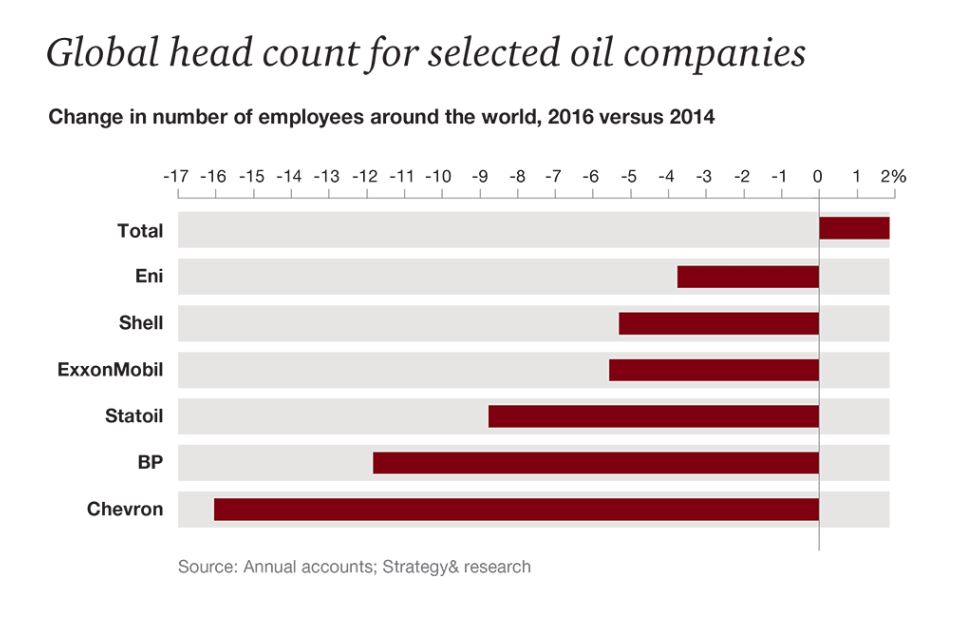 Global head count for selected oil companies
Change in number of employees around the world, 2016 versus 2014
-17 -16 -15 -14 -13 -12 -11 -10 -9 -8 -7 -6 -5 -4 -3 -2 -1 0 1 2%
Total
Eni
Shell
ExxonMobil
Statoil
BP
Chevron
Source: Annual accounts; Strategy& research